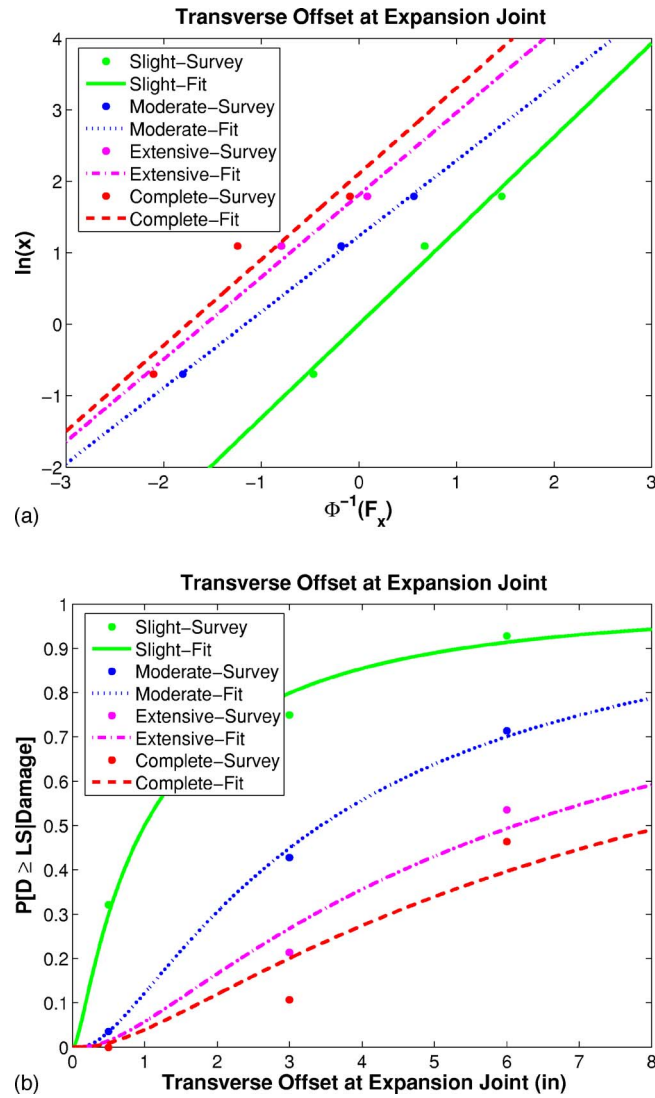 Transverse Offset at Expansion Joint
4
3
2
1
0
−1
−2
ln(x)
Slight−Survey
Slight−Fit
Moderate−Survey
Moderate−Fit
Extensive−Survey
Extensive−Fit
Complete−Survey
Complete−Fit
−3 −2 −1 0 1 2 3
Φ⁻¹(Fₓ)
(a)
Transverse Offset at Expansion Joint
1
0.9
0.8
0.7
0.6
0.5
0.4
0.3
0.2
0.1
0
P[D ≥ LS|Damage]
Slight−Survey
Slight−Fit
Moderate−Survey
Moderate−Fit
Extensive−Survey
Extensive−Fit
Complete−Survey
Complete−Fit
0 1 2 3 4 5 6 7 8
Transverse Offset at Expansion Joint (in)
(b)